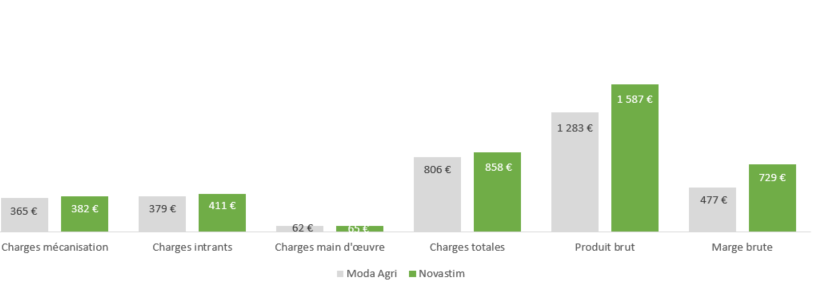 1 587 €
1 283 €
806 €
858 €
729 €
477 €
365 €
382 €
379 €
411 €
62 €
65 €
Charges mécanisation
Charges intrants
Charges main d'œuvre
Charges totales
Produit brut
Marge brute
Moda Agri
Novastim